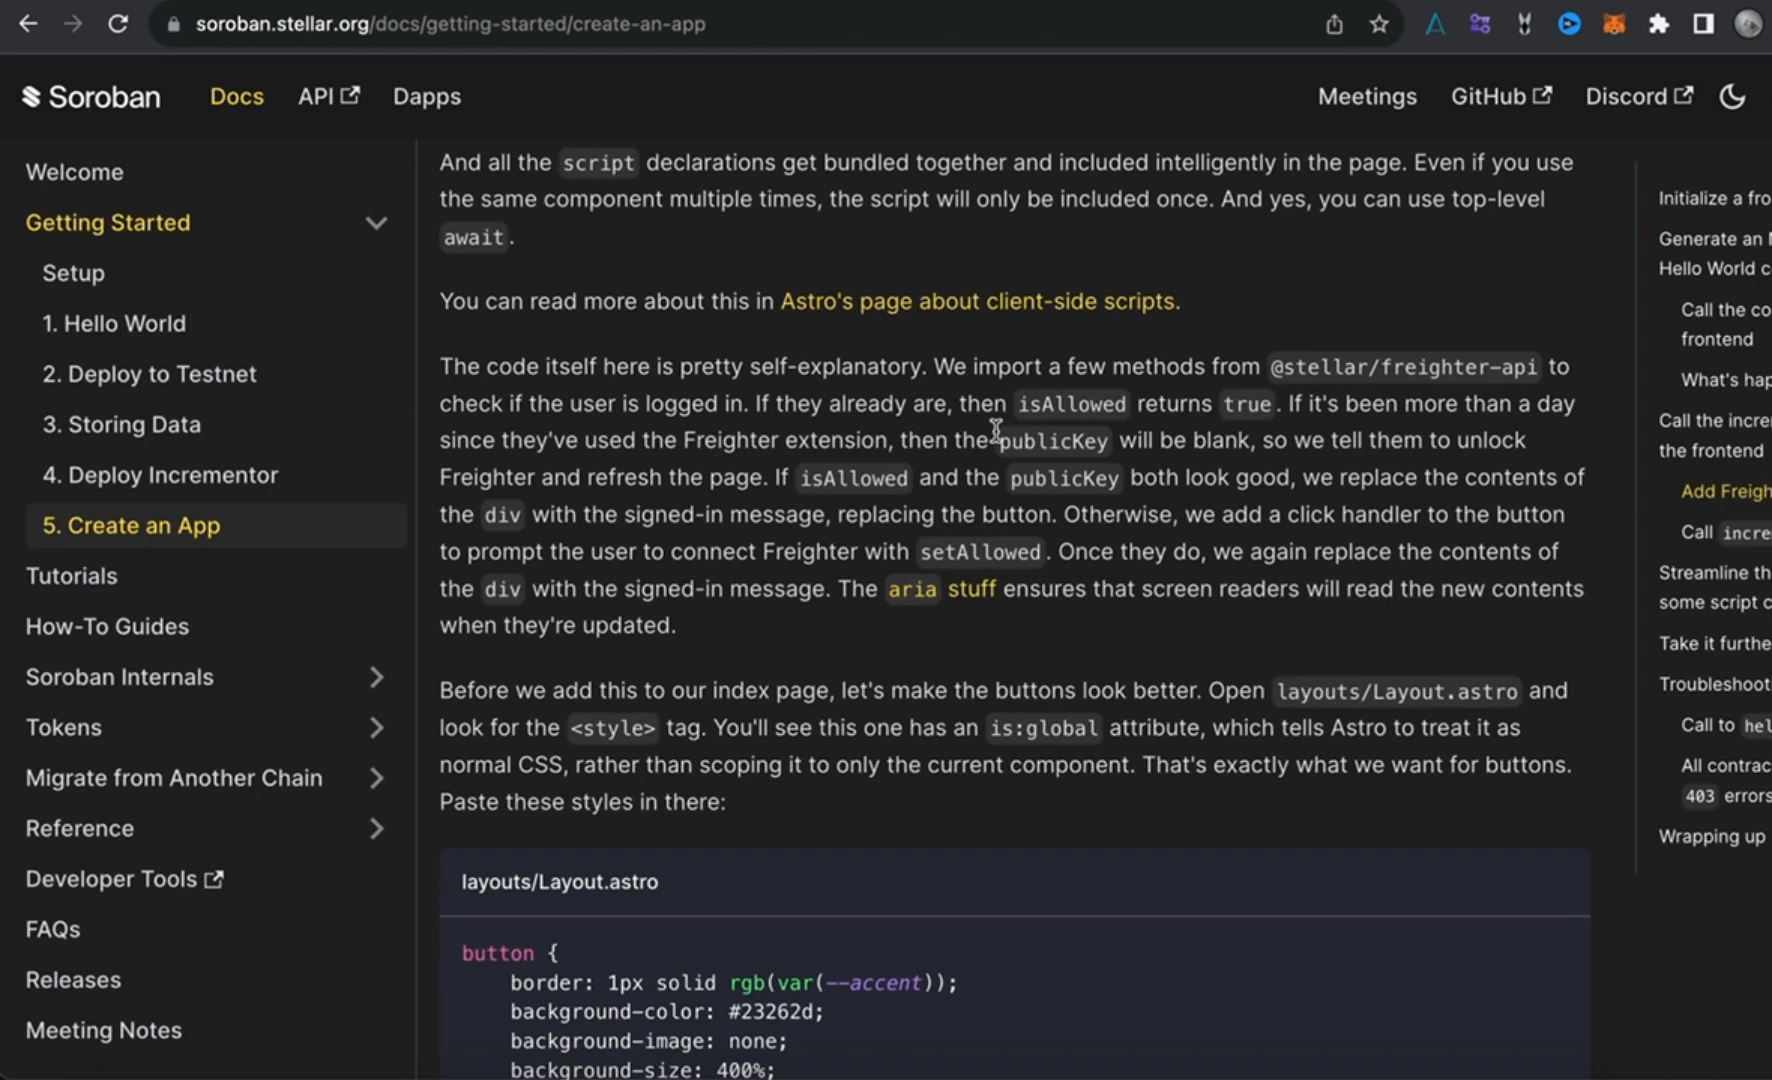 soroban.stellar.org/docs/getting-started/create-an-app
Soroban
Docs
API
Dapps
Meetings
GitHub
Discord
Welcome
Getting Started
Setup
1. Hello World
2. Deploy to Testnet
3. Storing Data
4. Deploy Incrementor
5. Create an App
Tutorials
How-To Guides
Soroban Internals
Tokens
Migrate from Another Chain
Reference
Developer Tools
FAQs
Releases
Meeting Notes
And all the script declarations get bundled together and included intelligently in the page. Even if you use
the same component multiple times, the script will only be included once. And yes, you can use top-level
await.
You can read more about this in Astro's page about client-side scripts.
The code itself here is pretty self-explanatory. We import a few methods from @stellar/freighter-api to
check if the user is logged in. If they already are, then isAllowed returns true. If it's been more than a day
since they've used the Freighter extension, then the publicKey will be blank, so we tell them to unlock
Freighter and refresh the page. If isAllowed and the publicKey both look good, we replace the contents of
the div with the signed-in message, replacing the button. Otherwise, we add a click handler to the button
to prompt the user to connect Freighter with setAllowed. Once they do, we again replace the contents of
the div with the signed-in message. The aria stuff ensures that screen readers will read the new contents
when they're updated.
Before we add this to our index page, let's make the buttons look better. Open layouts/Layout.astro and
look for the <style> tag. You'll see this one has an is:global attribute, which tells Astro to treat it as
normal CSS, rather than scoping it to only the current component. That's exactly what we want for buttons.
Paste these styles in there:
layouts/Layout.astro
button {
border: 1px solid rgb(var(--accent));
background-color: #23262d;
background-image: none;
background-size: 400%;
Initialize a fro
Generate an
Hello World c
Call the co
frontend
What's hap
Call the incre
the frontend
Add Freigh
Call incre
Streamline th
some script c
Take it furthe
Troubleshoot
Call to hel
All contrac
403 errors
Wrapping up